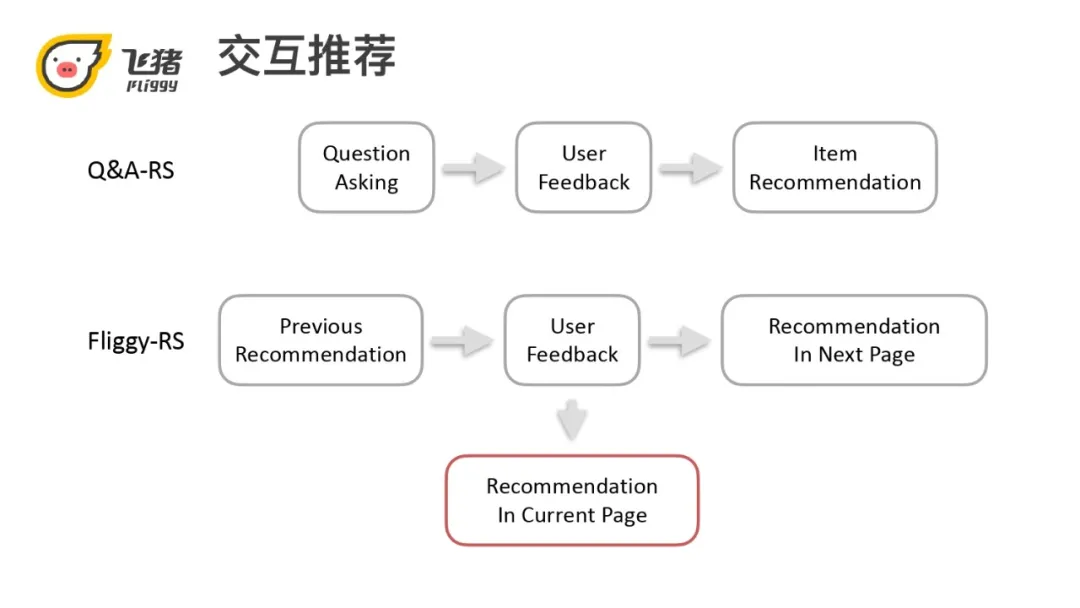 飞猪
Fliggy
交互推荐
Q&A-RS
Question
Asking
User
Feedback
Item
Recommendation
Fliggy-RS
Previous
Recommendation
User
Feedback
Recommendation
In Next Page
Recommendation
In Current Page